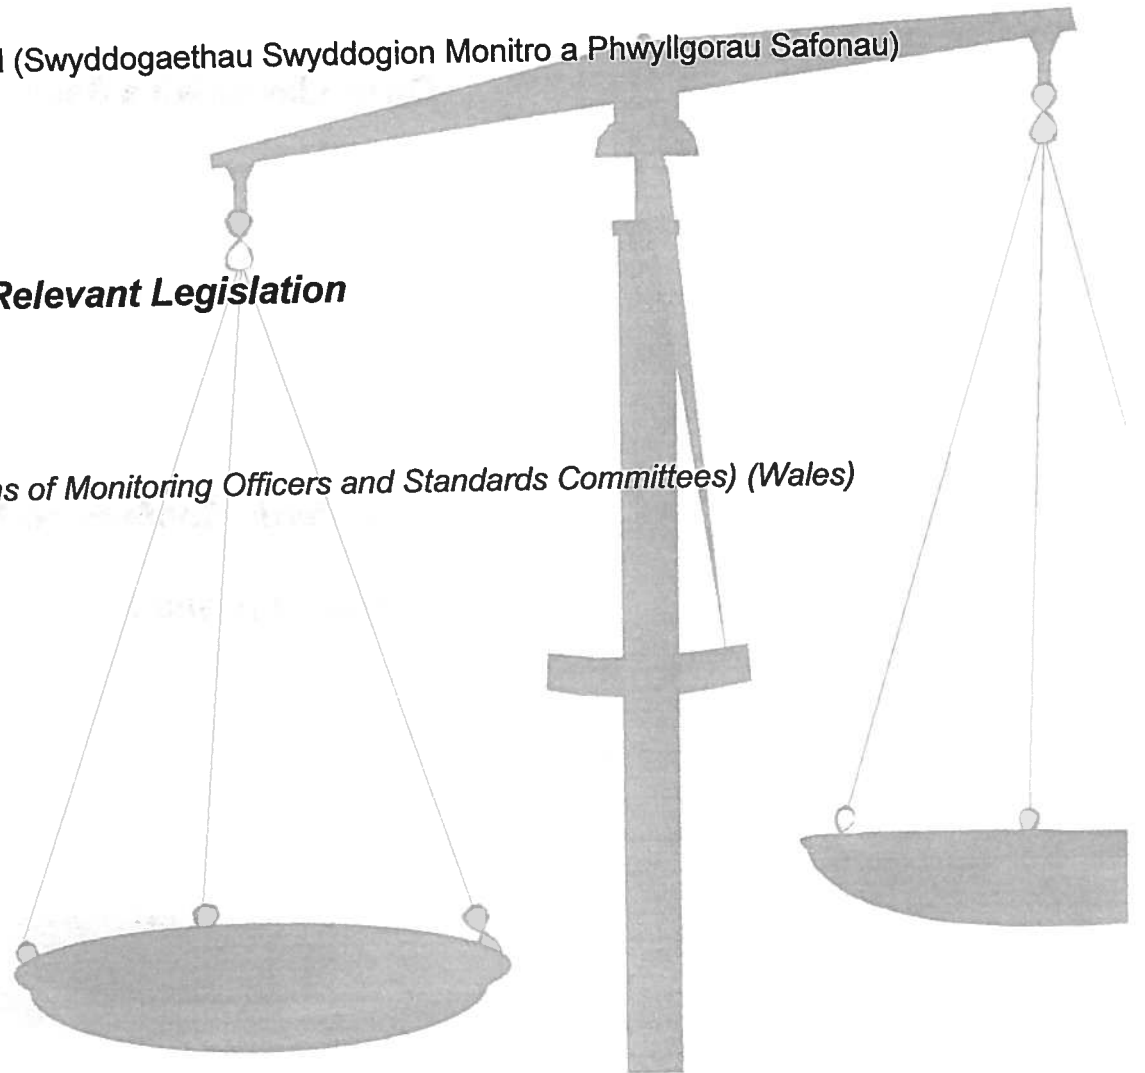 (Swyddogaethau Swyddogion Monitro a Phwyllgorau Safonau)
Relevant Legislation
of Monitoring Officers and Standards Committees) (Wales)